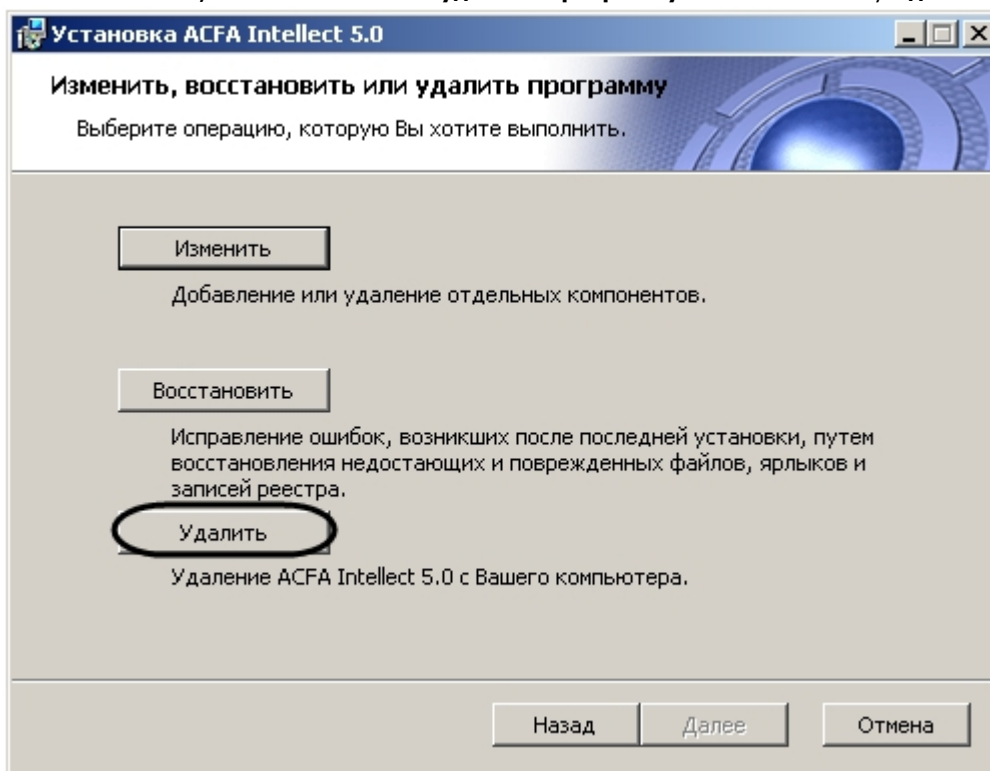 Установка ACFA Intellect 5.0
Изменить, восстановить или удалить программу
Выберите операцию, которую Вы хотите выполнить.
Изменить
Добавление или удаление отдельных компонентов.
Восстановить
Исправление ошибок, возникших после последней установки, путем
восстановления недостающих и поврежденных файлов, ярлыков и
записей реестра.
Удалить
Удаление ACFA Intellect 5.0 с Вашего компьютера.
Назад
Далее
Отмена